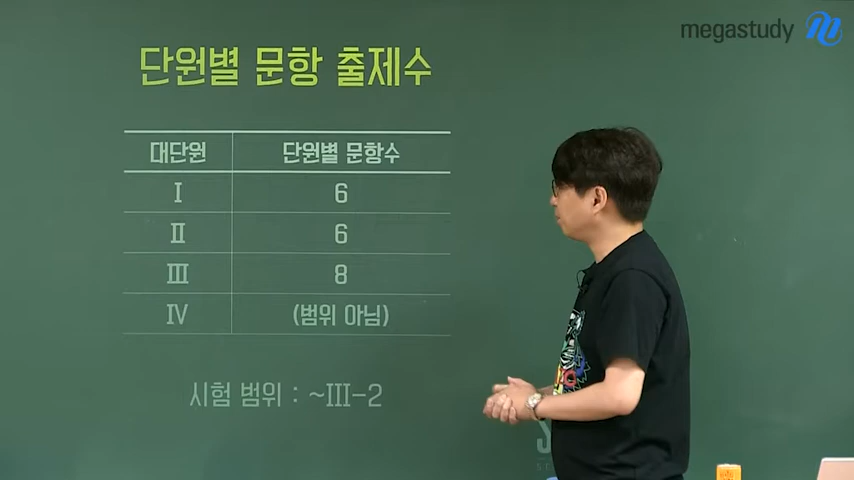 megastudy
단원별 문항 출제수
대단원 단원별 문항수
Ⅰ 6
Ⅱ 6
Ⅲ 8
Ⅳ (범위 아님)
시험 범위 : ~Ⅲ-2